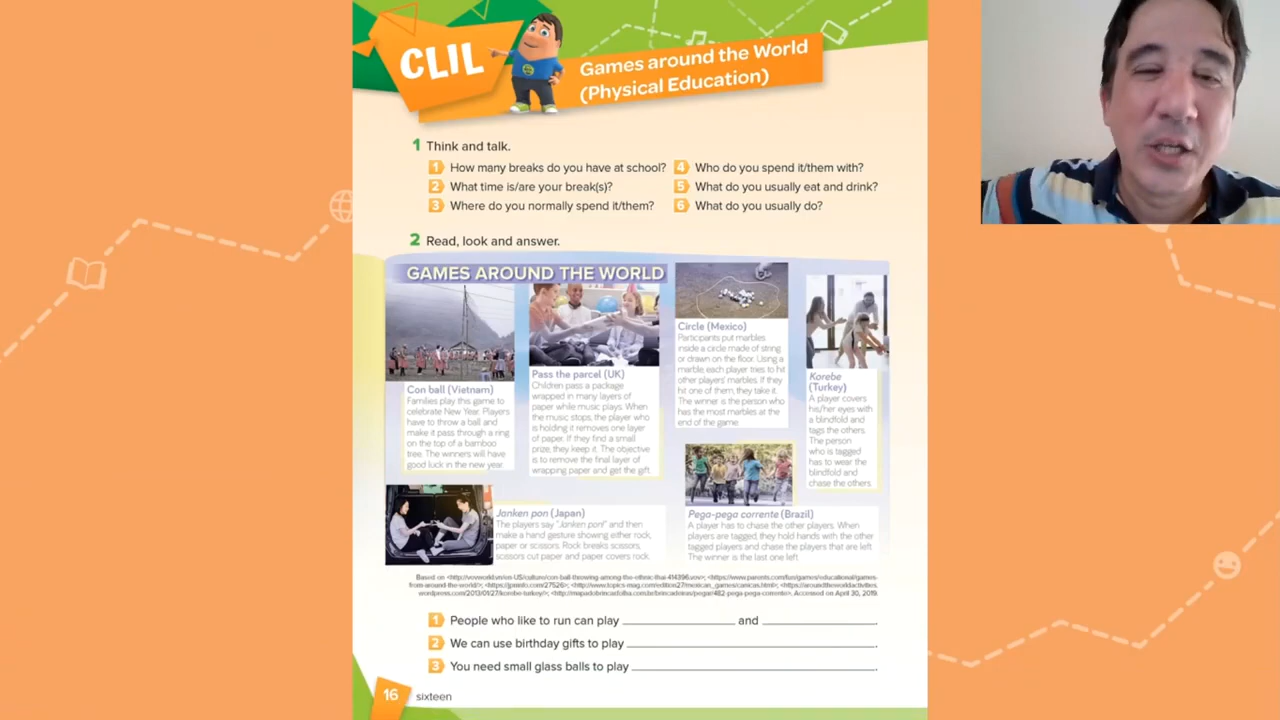 CLIL
Games around the World
(Physical Education)
1 Think and talk.
1 How many breaks do you have at school?
2 What time is/are your break(s)?
3 Where do you normally spend it/them?
4 Who do you spend it/them with?
5 What do you usually eat and drink?
6 What do you usually do?
2 Read, look and answer.
GAMES AROUND THE WORLD
Con ball (Vietnam)
Families play this game to
celebrate New Year. Players
have to throw a ball and
make it pass through a ring
on the top of a bamboo
tree. The winners will have
good luck in the new year.
Pass the parcel (UK)
Children pass a package
wrapped in many layers of
paper while music plays. When
the music stops, the player who
is holding it removes one layer
of paper. If they find a small
prize, they keep it. The objective
is to remove the final layer of
wrapping paper and get the gift.
Circle (Mexico)
Participants put marbles
inside a circle made of string
or drawn on the floor. Using a
marble, each player tries to hit
other players' marbles. If they
hit one of them, they take it.
The winner is the person who
has the most marbles at the
end of the game.
Korebe
(Turkey)
A player covers
his/her eyes with
a blindfold and
tags the others.
The person
who is tagged
has to wear the
blindfold and
chase the others.
Janken pon (Japan)
The players say "Janken pon!" and then
make a hand gesture showing either rock,
paper or scissors. Rock breaks scissors,
scissors cut paper and paper covers rock.
Pega-pega corrente (Brazil)
A player has to chase the other players. When
players are tagged, they hold hands with the other
tagged players and chase the players that are left.
The winner is the last one left.
Accessed on April 30, 2019.
1 People who like to run can play ______ and ______.
2 We can use birthday gifts to play ______.
3 You need small glass balls to play ______.
16 sixteen